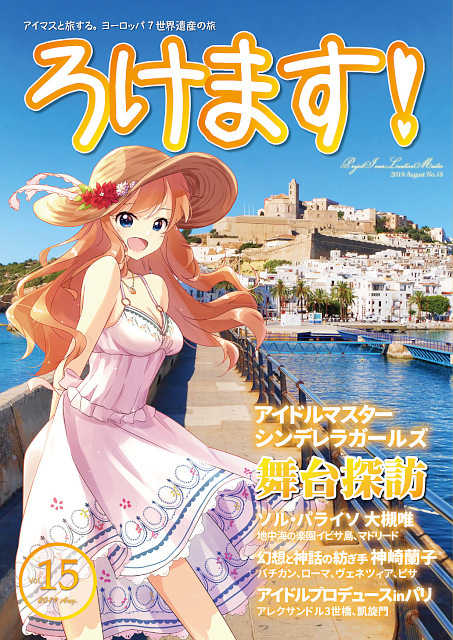 アイマスと旅する。ヨーロッパ7世界遺産の旅
ろけます!
Project Imas Location Master
2019 August No.15
アイドルマスター
シンデレラガールズ
舞台探訪
ソル・パライソ 大槻唯
地中海の楽園イビサ島、マドリード
幻想と神話の紡ぎ手 神崎蘭子
バチカン、ローマ、ヴェネツィア、ピサ
アイドルプロデュースinパリ
アレクサンドル3世橋、凱旋門
15